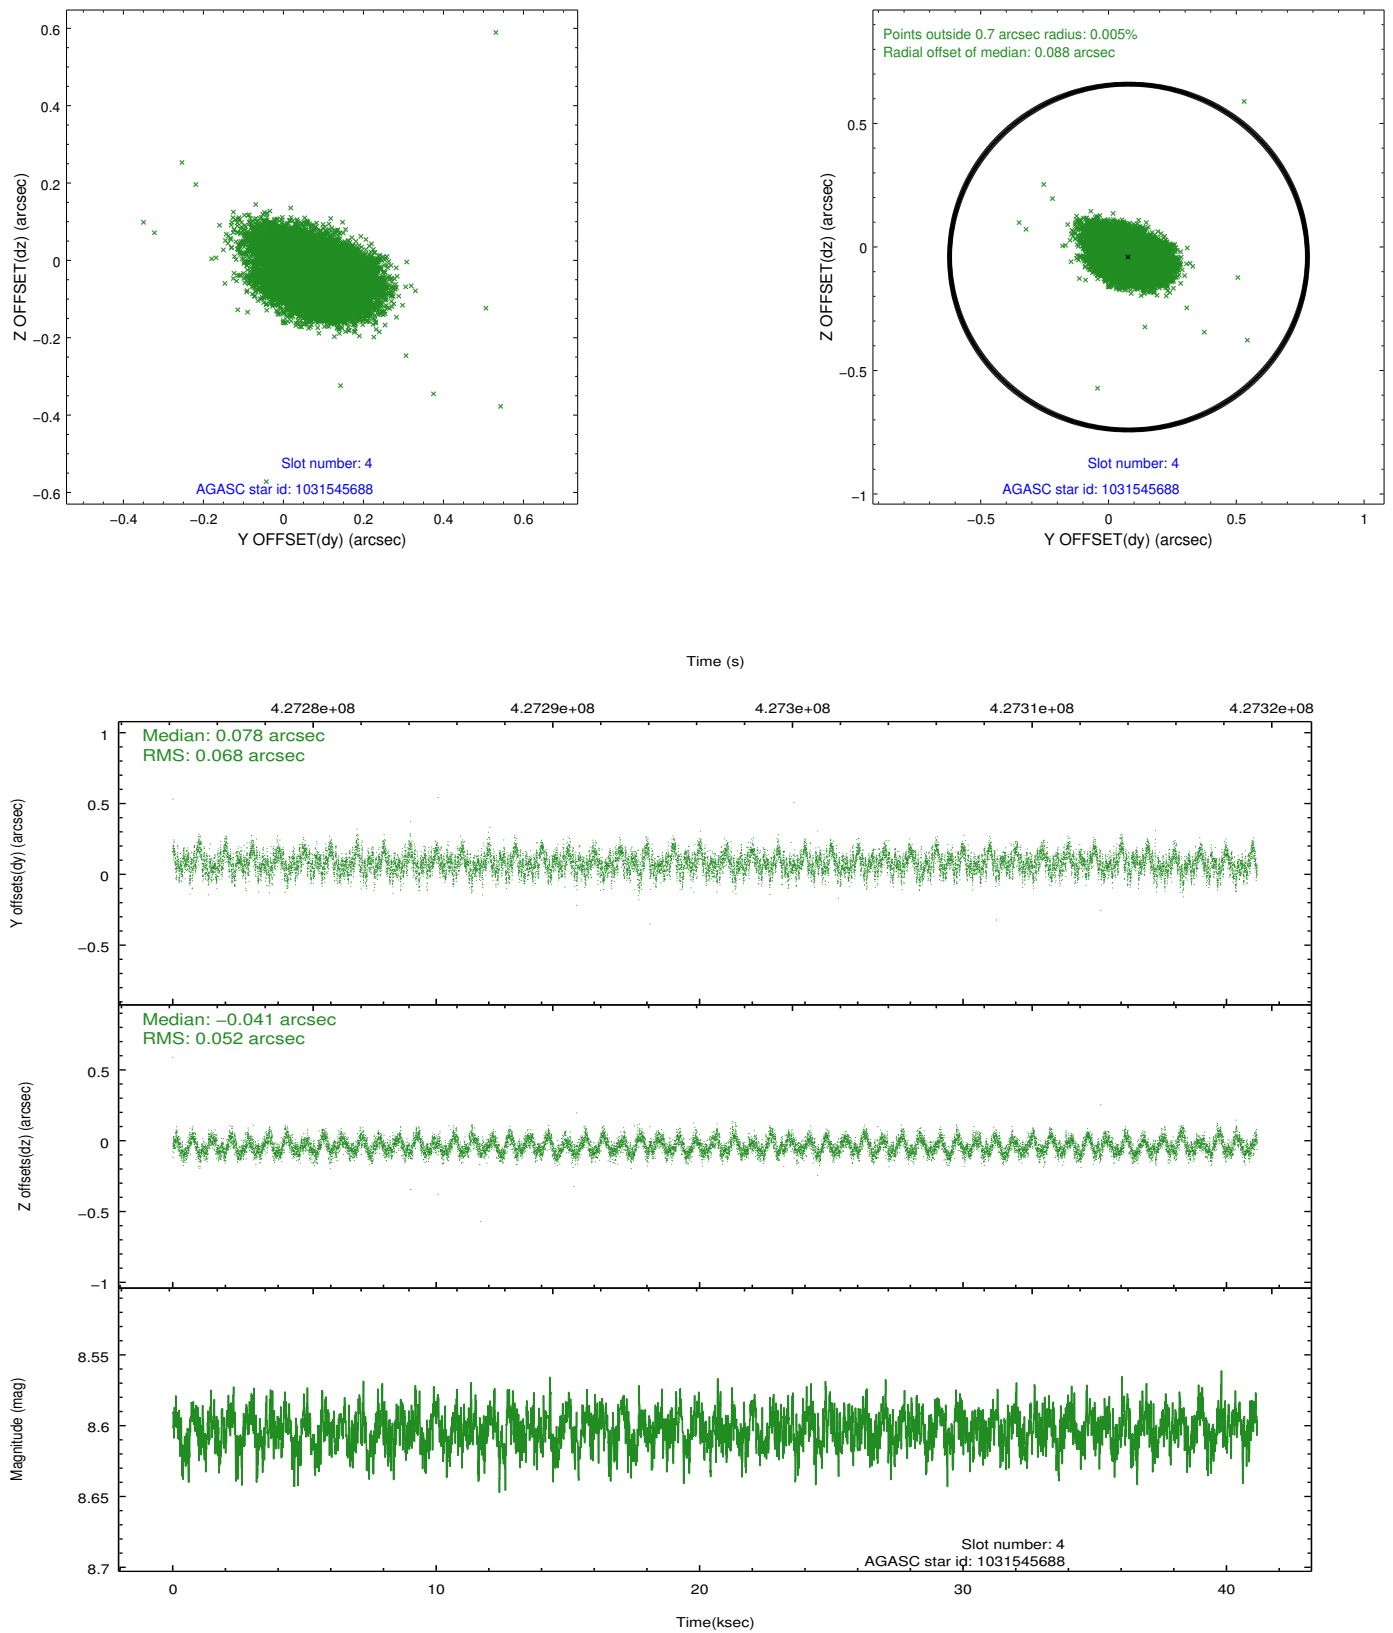 0.6
0.4
0.2
0
−0.2
−0.4
−0.6
Z OFFSET(dz) (arcsec)
Slot number: 4
AGASC star id: 1031545688
−0.4
−0.2
0
0.2
0.4
0.6
Y OFFSET(dy) (arcsec)
Points outside 0.7 arcsec radius: 0.005%
Radial offset of median: 0.088 arcsec
0.5
0
−0.5
−1
Z OFFSET(dz) (arcsec)
Slot number: 4
AGASC star id: 1031545688
−0.5
0
0.5
1
Y OFFSET(dy) (arcsec)
Time (s)
4.2728e+08
4.2729e+08
4.273e+08
4.2731e+08
4.2732e+08
Median: 0.078 arcsec
RMS: 0.068 arcsec
1
0.5
0
−0.5
Y offsets(dy) (arcsec)
Median: −0.041 arcsec
RMS: 0.052 arcsec
0.5
0
−0.5
−1
Z offsets(dz) (arcsec)
8.55
8.6
8.65
8.7
Magnitude (mag)
Slot number: 4
AGASC star id: 1031545688
0
10
20
30
40
Time(ksec)